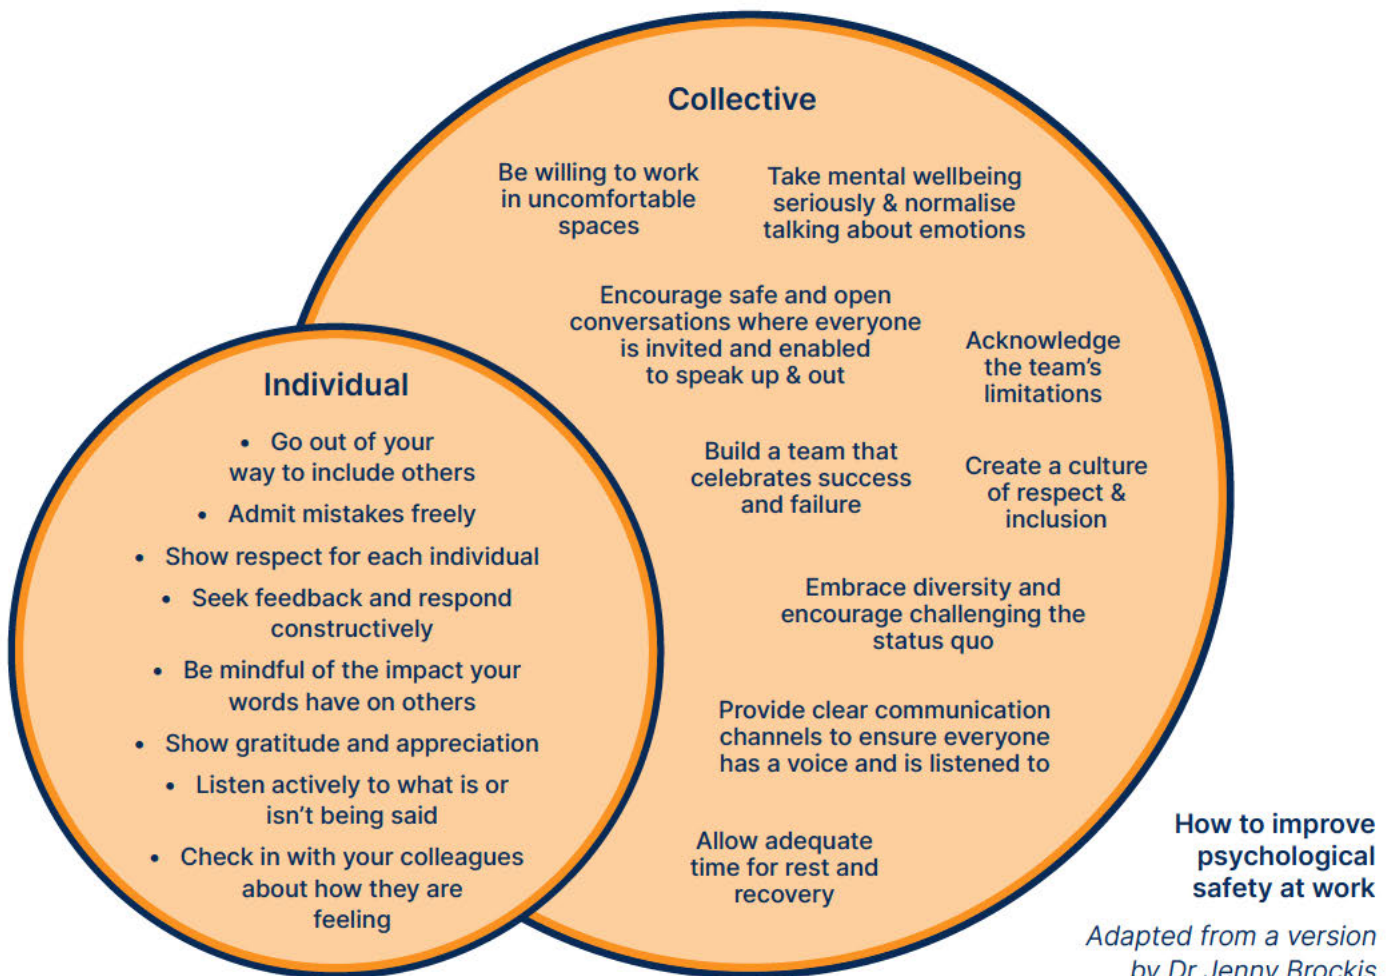 Collective
Be willing to work
in uncomfortable
spaces
Take mental wellbeing
seriously & normalise
talking about emotions
Encourage safe and open
conversations where everyone
is invited and enabled
to speak up & out
Acknowledge
the team’s
limitations
Build a team that
celebrates success
and failure
Create a culture
of respect &
inclusion
Embrace diversity and
encourage challenging the
status quo
Provide clear communication
channels to ensure everyone
has a voice and is listened to
Allow adequate
time for rest and
recovery
Individual
• Go out of your
way to include others
• Admit mistakes freely
• Show respect for each individual
• Seek feedback and respond
constructively
• Be mindful of the impact your
words have on others
• Show gratitude and appreciation
• Listen actively to what is or
isn’t being said
• Check in with your colleagues
about how they are
feeling
How to improve
psychological
safety at work
Adapted from a version
by Dr Jenny Brockis